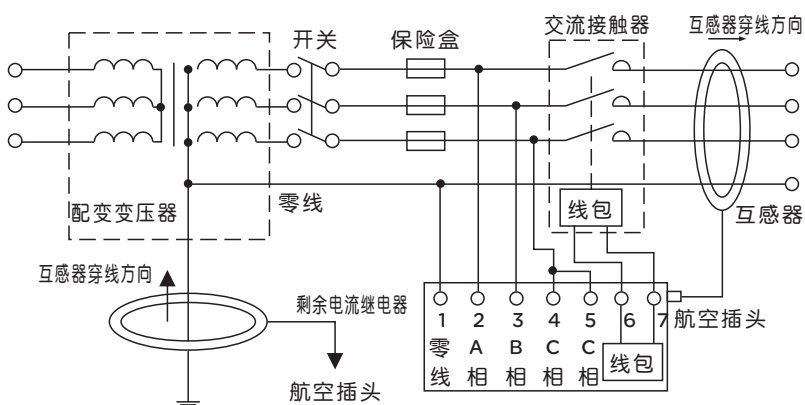 开关
保险盒
交流接触器
互感器穿线方向
配变变压器
零线
线包
互感器
互感器穿线方向
剩余电流继电器
航空插头
1 2 3 4 5 6 7
航空插头
零 A B C C
线 相 相 相 相
线包